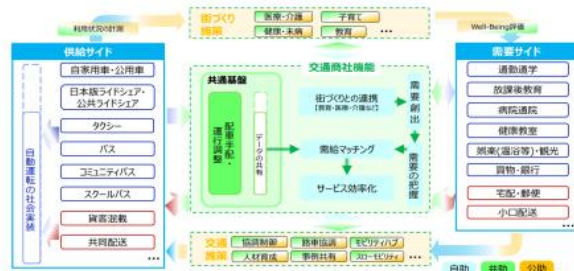 利用状況の計測
街づくり
施策
医療・介護
子育て
健康・未病
教育
•••
Well-Being評価
供給サイド
自家用車・公用車
日本版ライドシェア・
公共ライドシェア
タクシー
バス
コミュニティバス
スクールバス
貨客混載
共同配送
•••
自動運転の社会実装
交通商社機能
共通基盤
配車手配・
運行調整
データの共有
街づくりとの連携
需給マッチング
サービス効率化
需要創出
需要の把握
需要サイド
通勤通学
放課後教育
病院通院
健康教室
娯楽(温浴等)・観光
買物・銀行
宅配・郵便
小口配送
•••
交通
施策
協調制御
路車協調
モビリティハブ
人材育成
事例共有
スローモビリティ
•••
自助
共助
公助